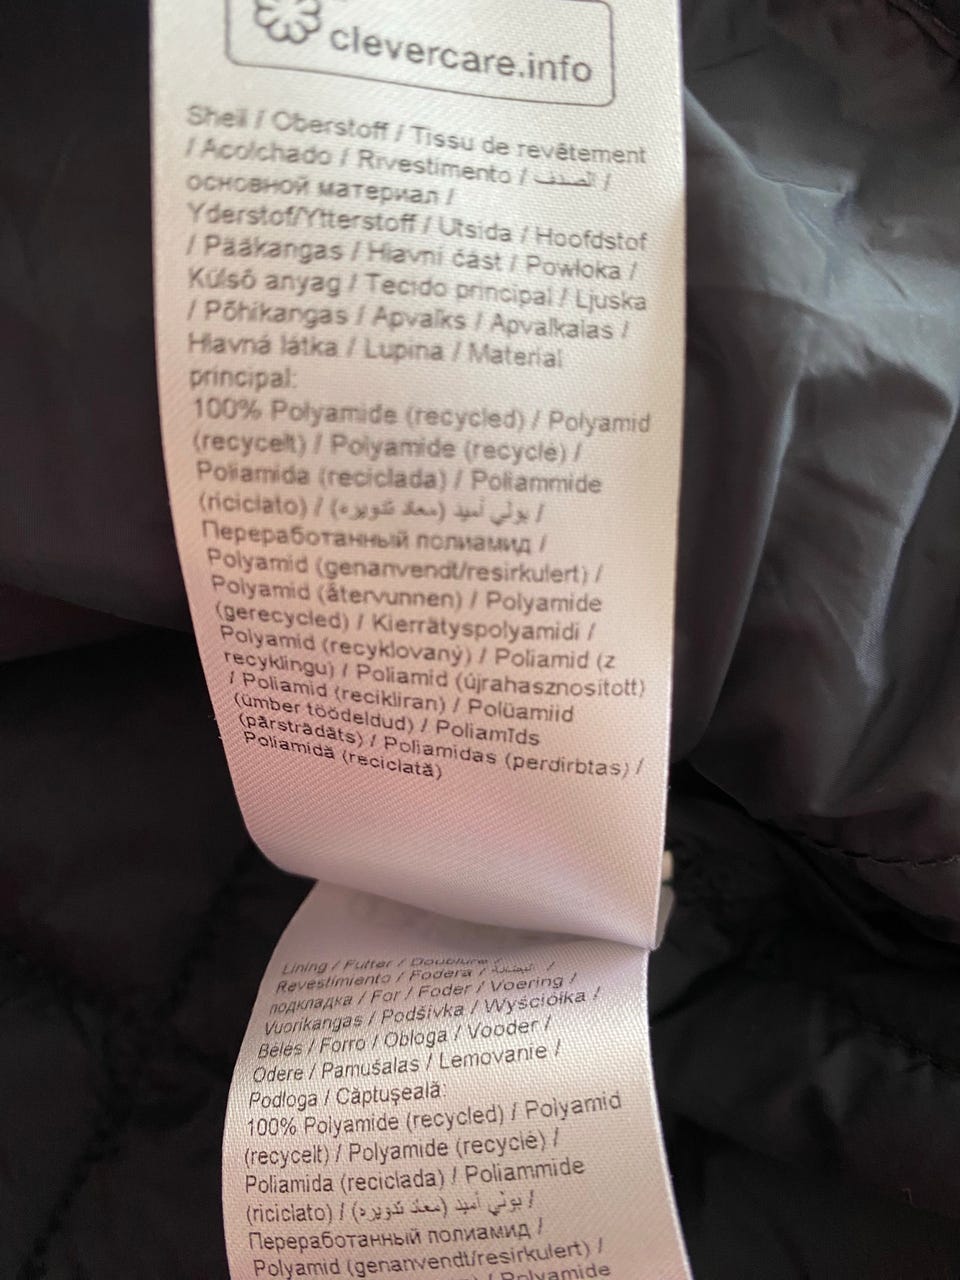 clevercare.info
Shell / Oberstoff / Tissu de revêtement
/ Acolchado / Rivestimento / الصدف /
основной материал /
Yderstof/Ytterstoff / Utsida / Hoofdstof
/ Pääkangas / Hlavní část / Powłoka /
Külső anyag / Tecido principal / Ljuska
/ Põhikangas / Apvalks / Apvalkalas /
Hlavná látka / Lupina / Material
principal:
100% Polyamide (recycled) / Polyamid
(recycelt) / Polyamide (recyclé) /
Poliamida (reciclada) / Poliammide
(riciclato) / بولي أميد (معاد تدويره) /
Переработанный полиамид /
Polyamid (genanvendt/resirkulert) /
Polyamid (återvunnen) / Polyamide
(gerecycled) / Kierrätyspolyamidi /
Polyamid (recyklovaný) / Poliamid (z
recyklingu) / Poliamid (újrahasznosított)
/ Poliamid (recikliran) / Polüamiid
(ümber töödeldud) / Poliamīds
(pārstrādāts) / Poliamidas (perdirbtas) /
Poliamidă (reciclată)
Lining / Futter / Doublure /
Revestimiento / Fodera / البطانة /
подкладка / For / Foder / Voering /
Vuorikangas / Podšívka / Wyściółka /
Bélés / Forro / Obloga / Vooder /
Odere / Pamušalas / Lemovanie /
Podloga / Căptușeală:
100% Polyamide (recycled) / Polyamid
(recycelt) / Polyamide (recyclé) /
Poliamida (reciclada) / Poliammide
(riciclato) / بولي أميد (معاد تدويره) /
Переработанный полиамид /
Polyamid (genanvendt/resirkulert) /
/ Polyamide